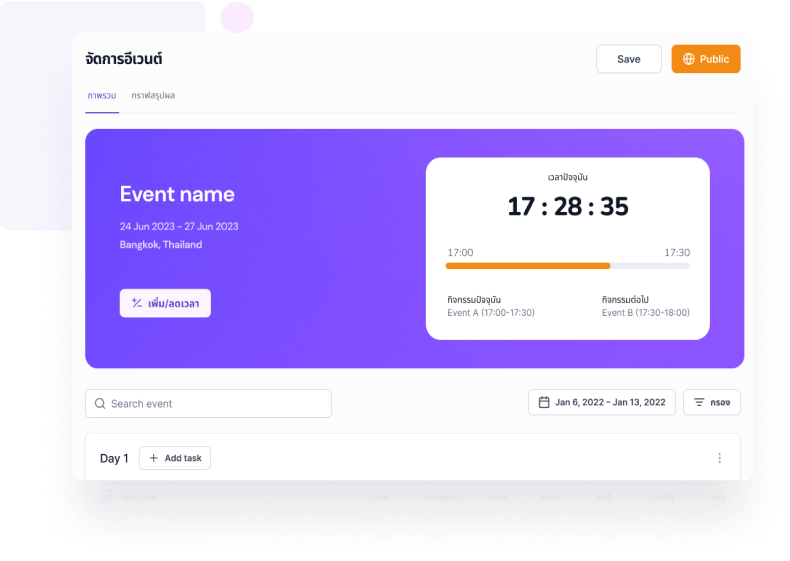 จัดการอีเวนต์
Save
Public
ภาพรวม
กราฟสรุปผล
Event name
24 Jun 2023 - 27 Jun 2023
Bangkok, Thailand
เพิ่ม/ลดเวลา
เวลาปัจจุบัน
17 : 28 : 35
17:00
17:30
กิจกรรมปัจจุบัน
กิจกรรมต่อไป
Event A (17:00-17:30)
Event B (17:30-18:00)
Search event
Jan 6, 2022 – Jan 13, 2022
กรอง
Day 1
Add task